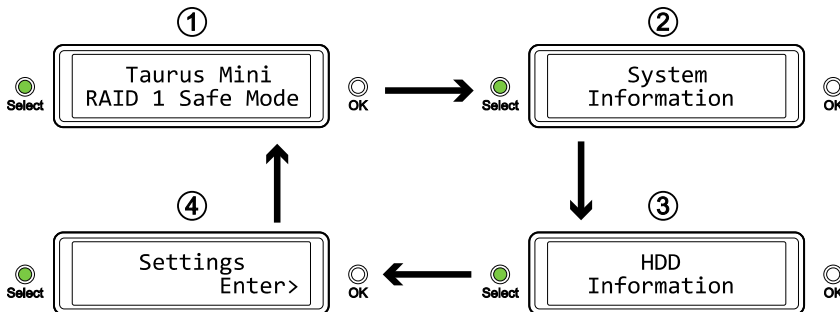 ①
Taurus Mini
RAID 1 Safe Mode
Select
OK
②
System
Information
Select
OK
④
Settings
Enter>
Select
OK
③
HDD
Information
Select
OK